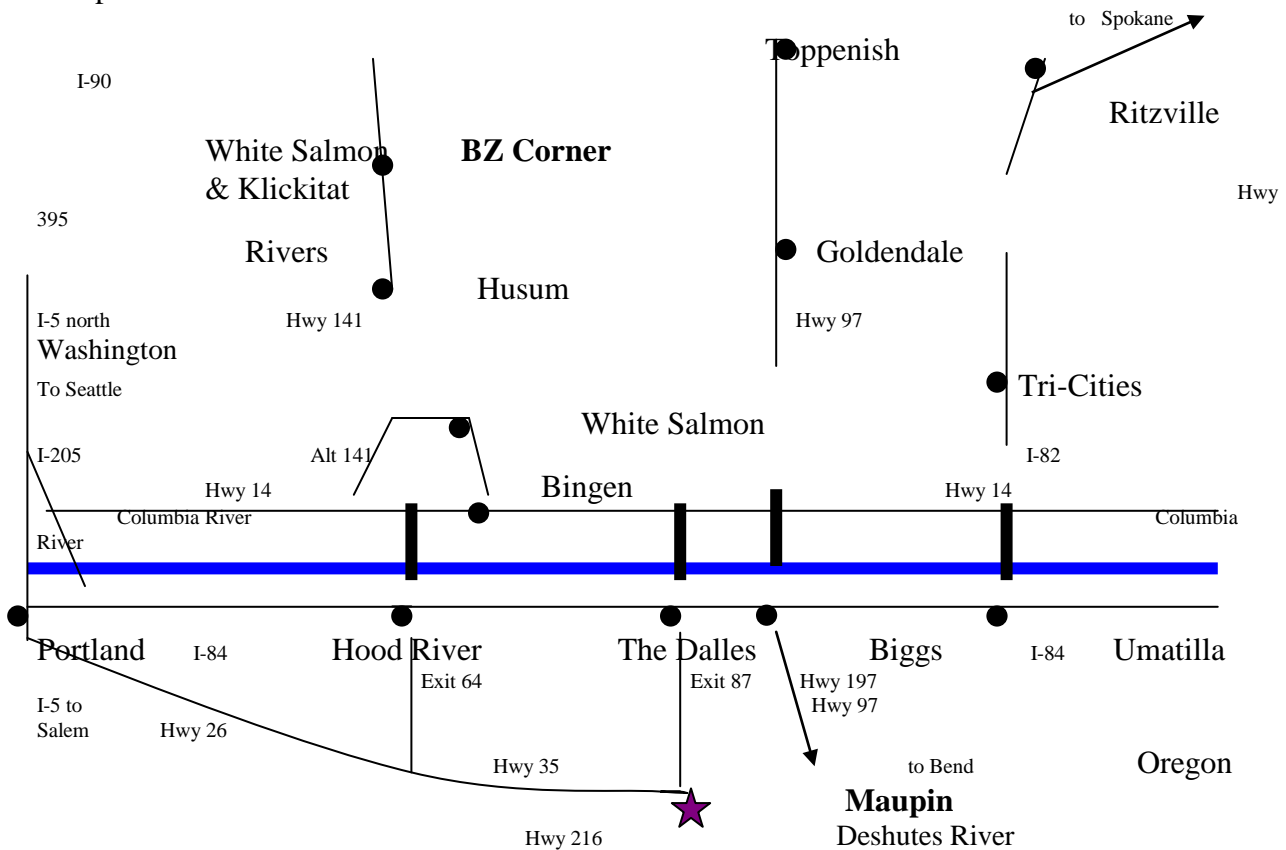 to Spokane
Toppenish
I-90
Ritzville
White Salmon BZ Corner
& Klickitat
Hwy
395
Rivers Goldendale
Husum
I-5 north Hwy 141 Hwy 97
Washington
To Seattle Tri-Cities
White Salmon
I-205 Alt 141 I-82
Hwy 14 Bingen Hwy 14
Columbia River Columbia
River
Portland I-84 Hood River The Dalles Biggs I-84 Umatilla
Exit 64 Exit 87 Hwy 197
I-5 to Hwy 97
Salem Hwy 26
Hwy 35 to Bend Oregon
Maupin
Hwy 216 Deshutes River